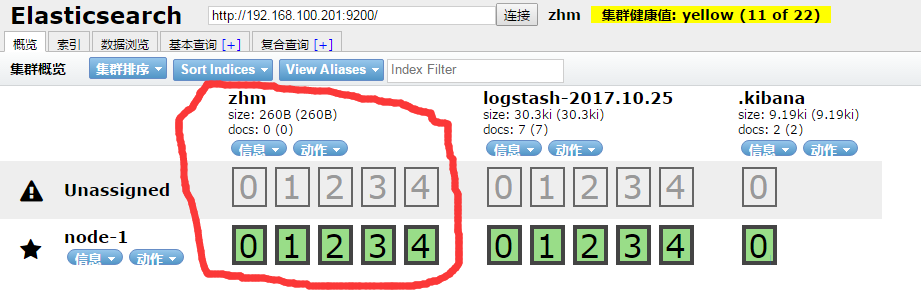 Elasticsearch http://192.168.100.201:9200/ 连接 zhm 集群健康值: yellow (11 of 22)
概览 索引 数据浏览 基本查询 [+] 复合查询 [+]
集群概览 集群排序 Sort Indices View Aliases Index Filter
zhm logstash-2017.10.25 .kibana
size: 260B (260B) size: 30.3ki (30.3ki) size: 9.19ki (9.19ki)
docs: 0 (0) docs: 7 (7) docs: 2 (2)
信息 动作 信息 动作 信息 动作
Unassigned 0 1 2 3 4 0 1 2 3 4 0
node-1 0 1 2 3 4 0 1 2 3 4 0
信息 动作